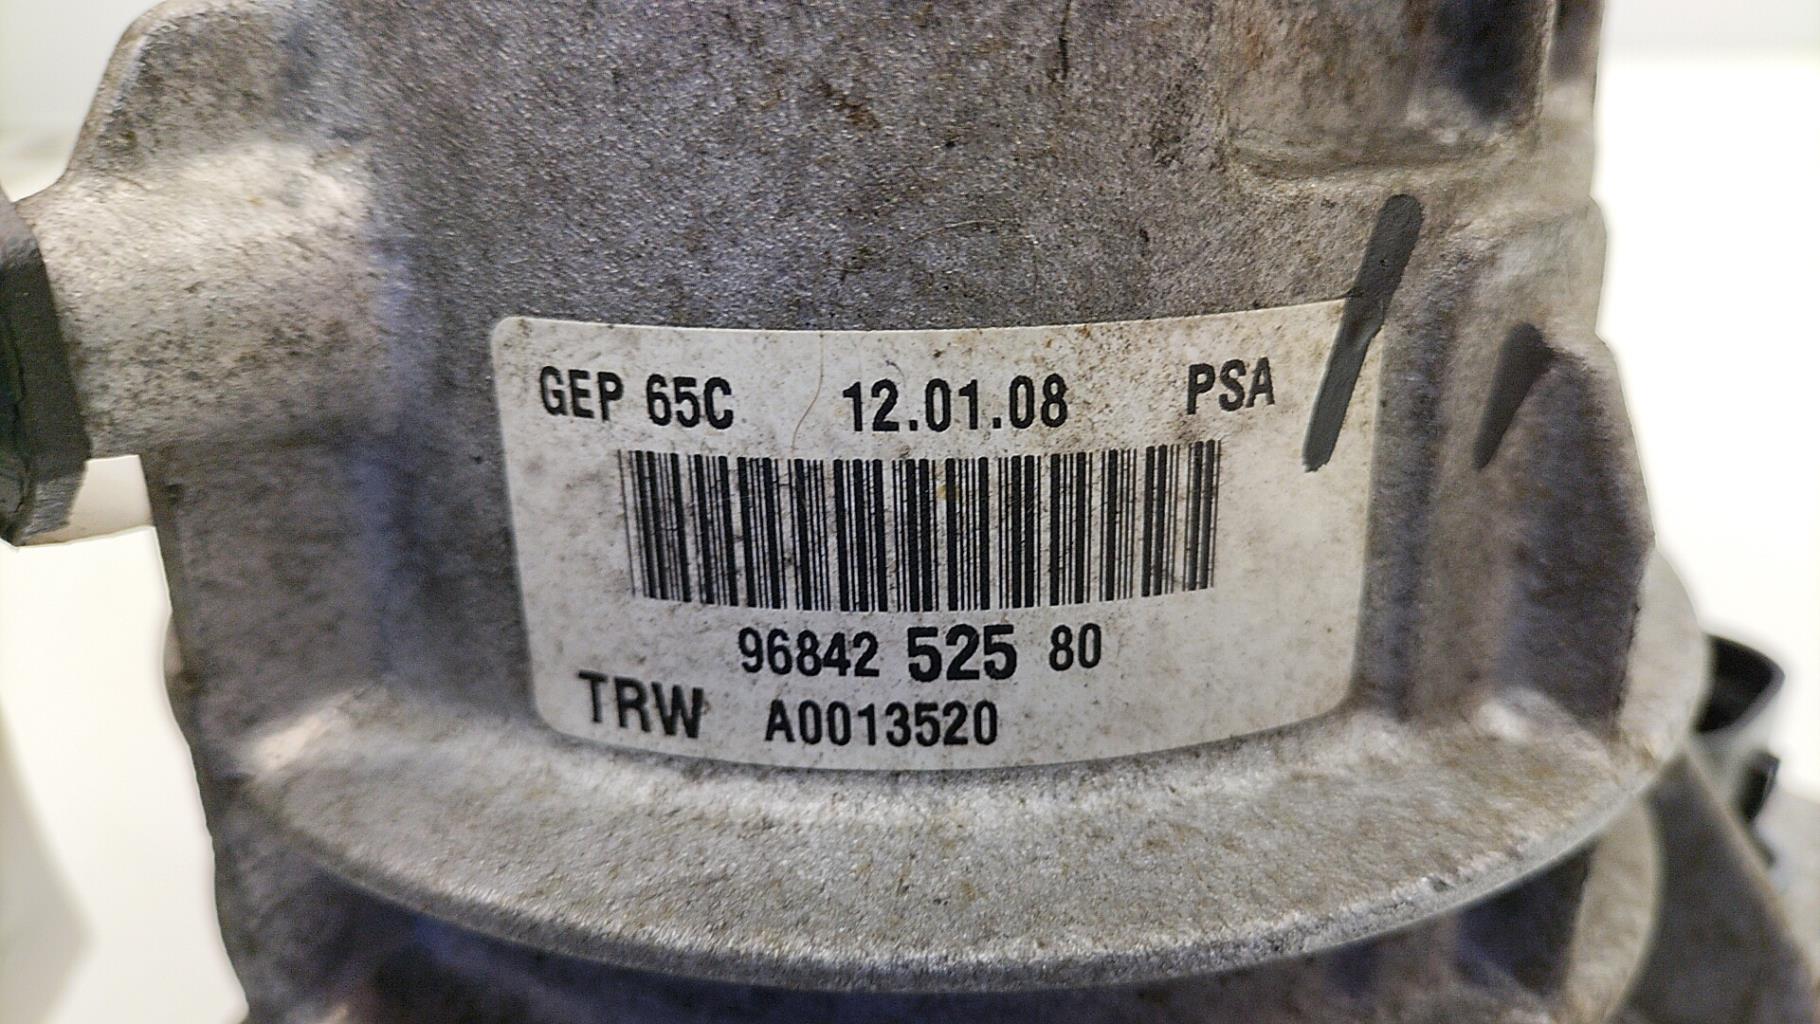 GEP 65C 12.01.08 PSA
96842 525 80
TRW A0013520